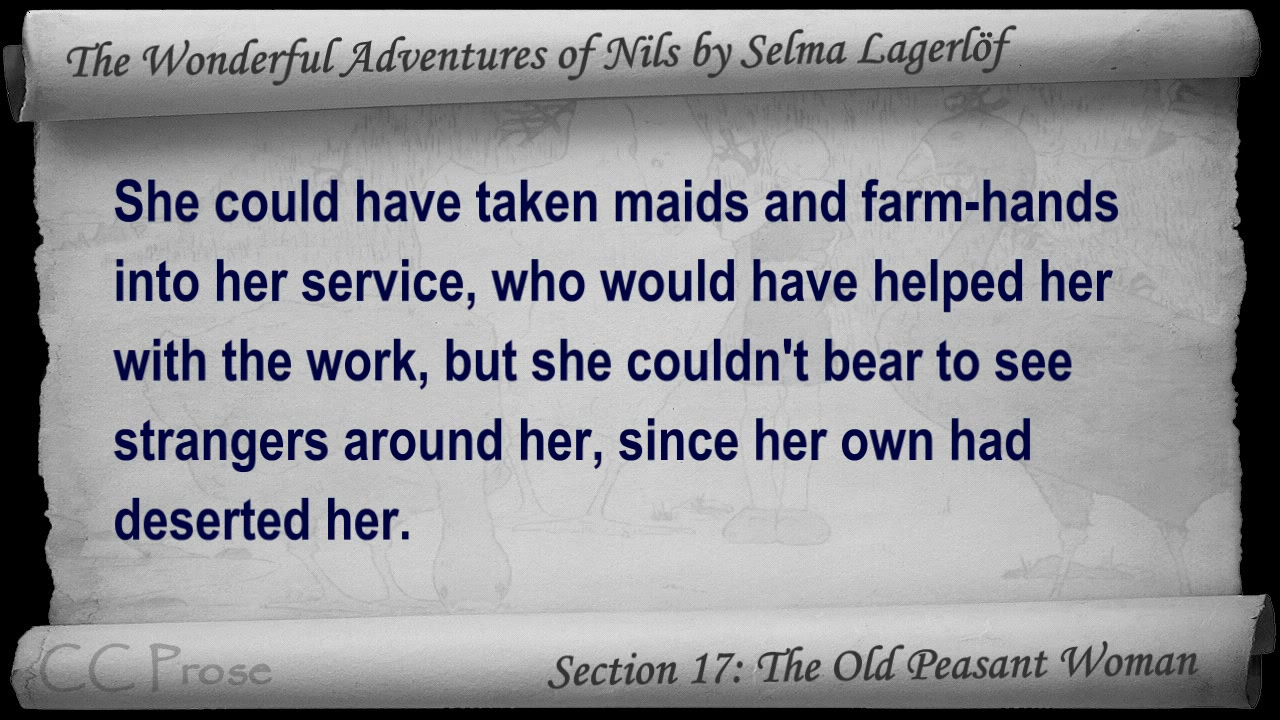 The Wonderful Adventures of Nils by Selma Lagerlöf
She could have taken maids and farm-hands
into her service, who would have helped her
with the work, but she couldn't bear to see
strangers around her, since her own had
deserted her.
CC Prose
Section 17: The Old Peasant Woman